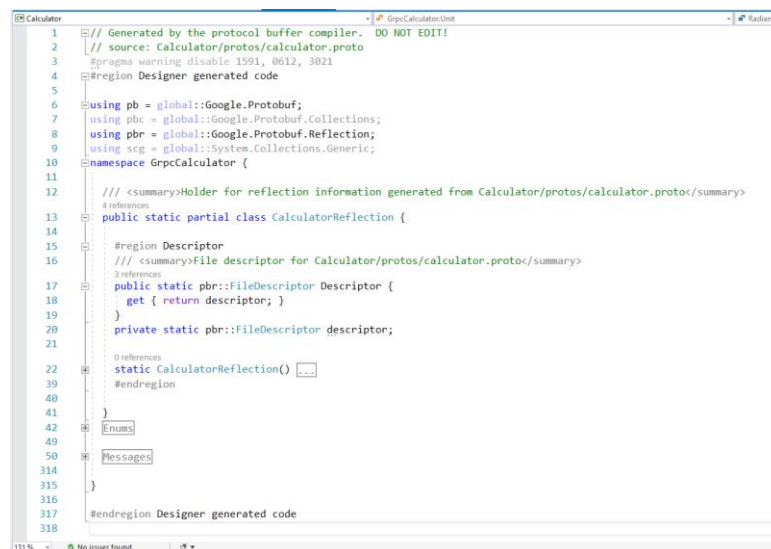 Calculator
GrpcCalculator.Unit
Radian
1 // Generated by the protocol buffer compiler.  DO NOT EDIT!
2 // source: Calculator/protos/calculator.proto
3 #pragma warning disable 1591, 0612, 3021
4 #region Designer generated code
5
6 using pb = global::Google.Protobuf;
7 using pbc = global::Google.Protobuf.Collections;
8 using pbr = global::Google.Protobuf.Reflection;
9 using scg = global::System.Collections.Generic;
10 namespace GrpcCalculator {
11
12 /// <summary>Holder for reflection information generated from Calculator/protos/calculator.proto</summary>
4 references
13 public static partial class CalculatorReflection {
14
15 #region Descriptor
16 /// <summary>File descriptor for Calculator/protos/calculator.proto</summary>
3 references
17 public static pbr::FileDescriptor Descriptor {
18 get { return descriptor; }
19 }
20 private static pbr::FileDescriptor descriptor;
21
0 references
22 static CalculatorReflection() ...
39 #endregion
40
41 }
42 Enums
49
50 Messages
314
315 }
316
317 #endregion Designer generated code
318
131 %
No issues found